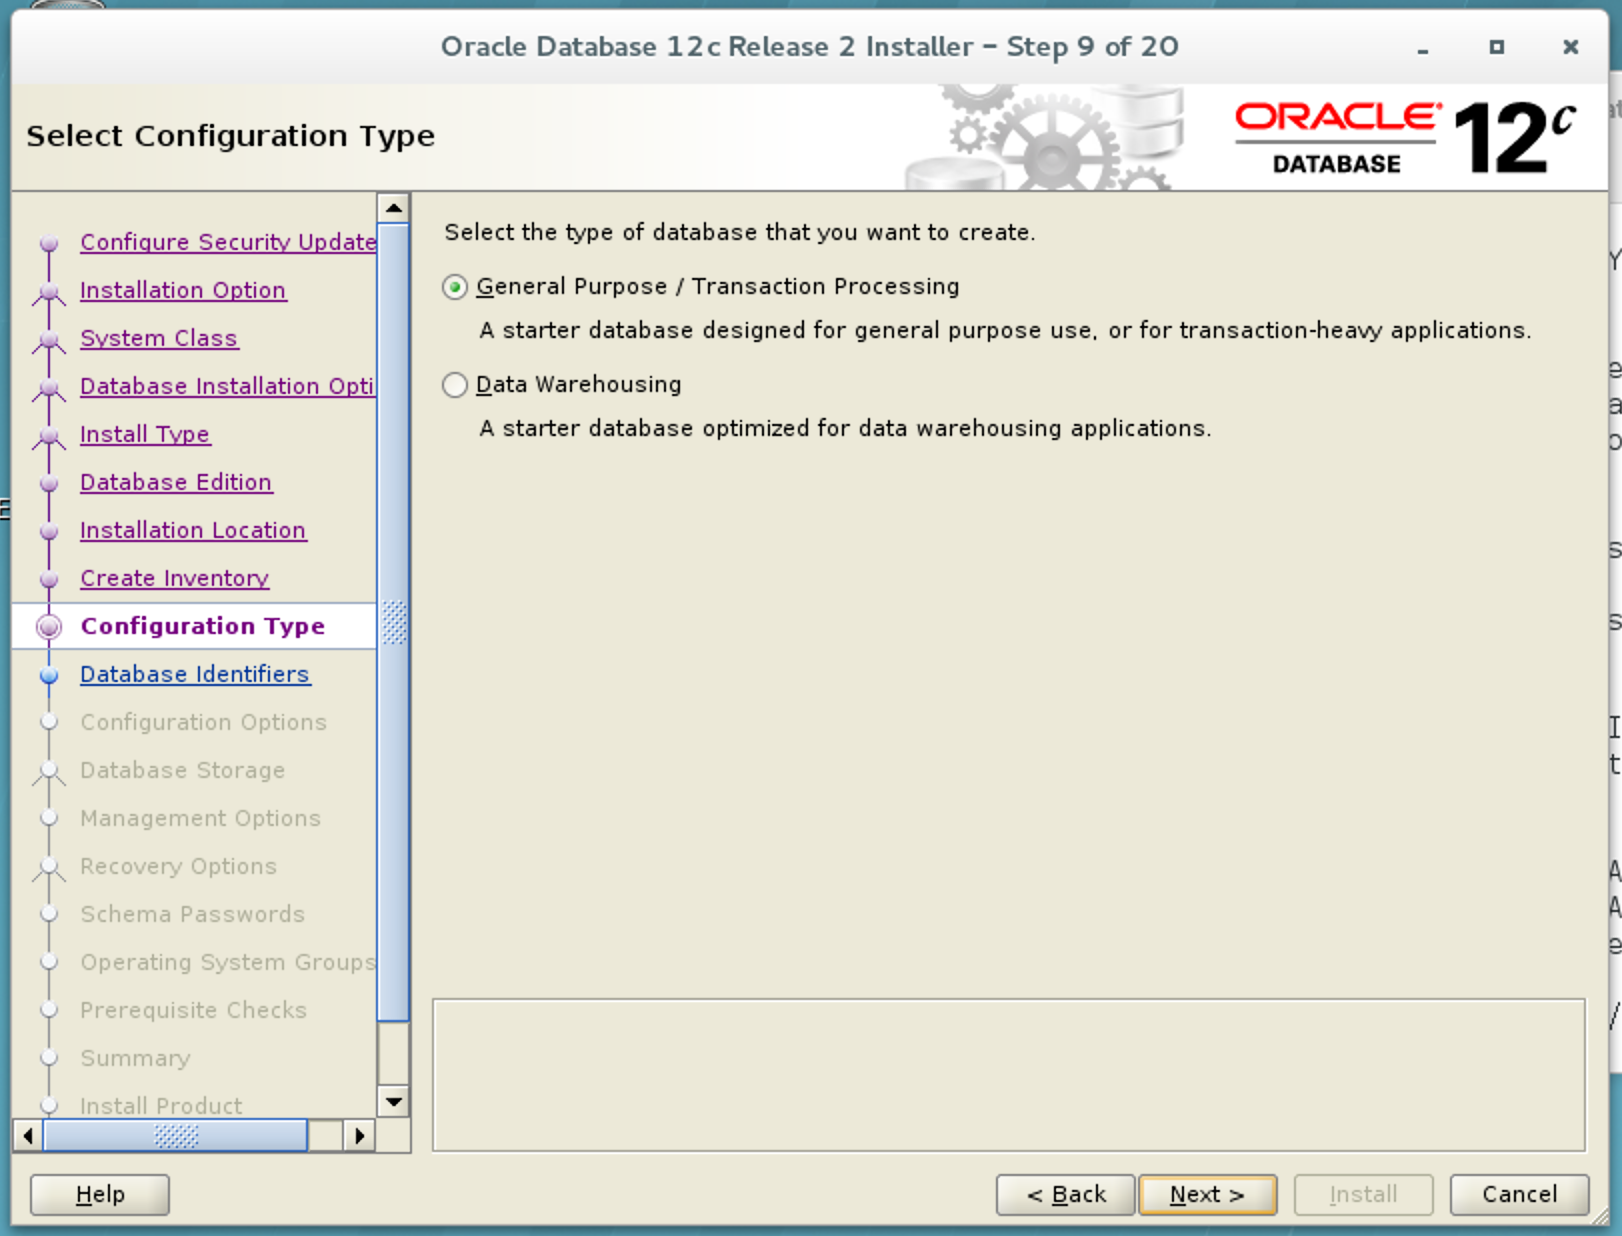 Oracle Database 12c Release 2 Installer – Step 9 of 20
Select Configuration Type
ORACLE
DATABASE
12c
Configure Security Update
Installation Option
System Class
Database Installation Opti
Install Type
Database Edition
Installation Location
Create Inventory
Configuration Type
Database Identifiers
Configuration Options
Database Storage
Management Options
Recovery Options
Schema Passwords
Operating System Groups
Prerequisite Checks
Summary
Install Product
Select the type of database that you want to create.
General Purpose / Transaction Processing
A starter database designed for general purpose use, or for transaction-heavy applications.
Data Warehousing
A starter database optimized for data warehousing applications.
Help
< Back
Next >
Install
Cancel